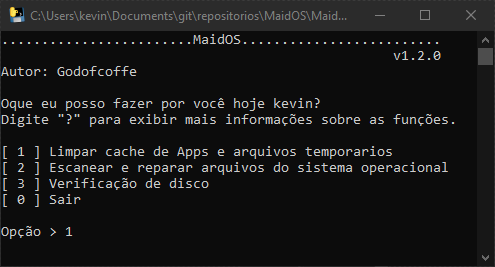 C:\Users\kevin\Documents\git\repositorios\MaidOS\Maid...
........................MaidOS.........................
v1.2.0
Autor: Godofcoffe
Oque eu posso fazer por você hoje kevin?
Digite "?" para exibir mais informações sobre as funções.
[ 1 ] Limpar cache de Apps e arquivos temporarios
[ 2 ] Escanear e reparar arquivos do sistema operacional
[ 3 ] Verificação de disco
[ 0 ] Sair
Opção > 1